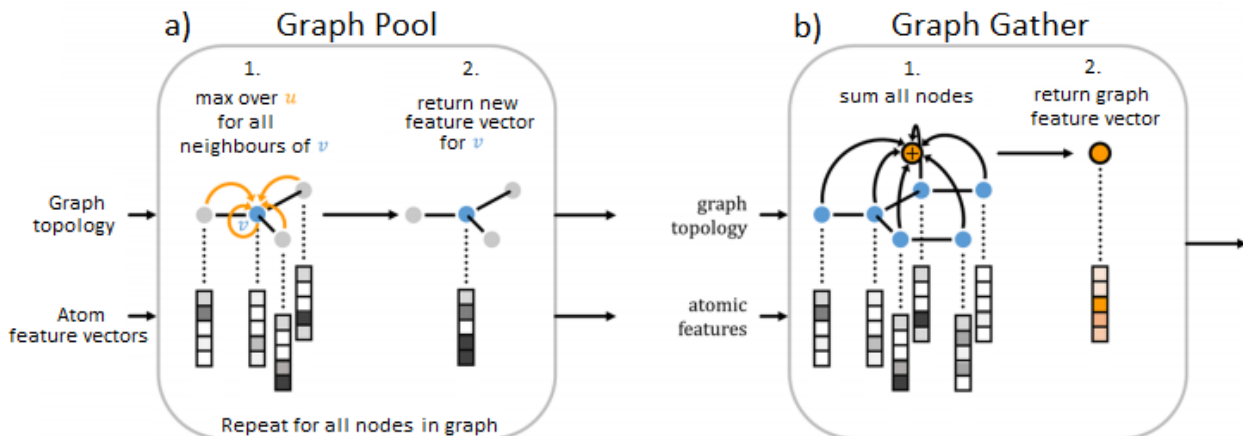 a) Graph Pool
1.
max over u
for all
neighbours of v
2.
return new
feature vector
for v
v
Graph
topology
Atom
feature vectors
Repeat for all nodes in graph
b) Graph Gather
1.
sum all nodes
2.
return graph
feature vector
+
graph
topology
atomic
features